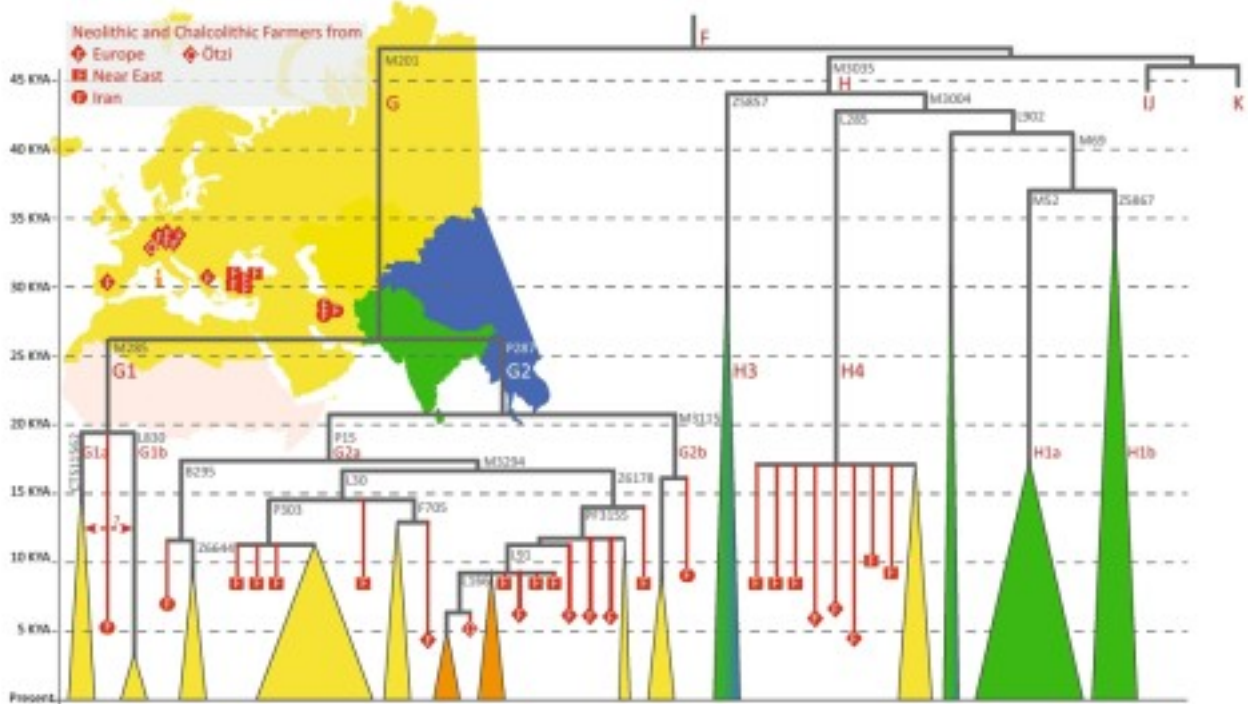 Neolithic and Chalcolithic Farmers from
Europe
Ötzi
Near East
Iran
F
M201
G
M3035
H
IJ
K
Z5857
M3004
L285
L902
M69
M52
Z5867
45 KYA
40 KYA
35 KYA
30 KYA
25 KYA
20 KYA
15 KYA
10 KYA
5 KYA
Present
M285
G1
P287
G2
H3
H4
M3115
L830
P15
G1a
G1b
G2a
G2b
H1a
H1b
B295
M3294
L30
Z6178
P303
F705
PF3155
?
Z6644
L91
L166